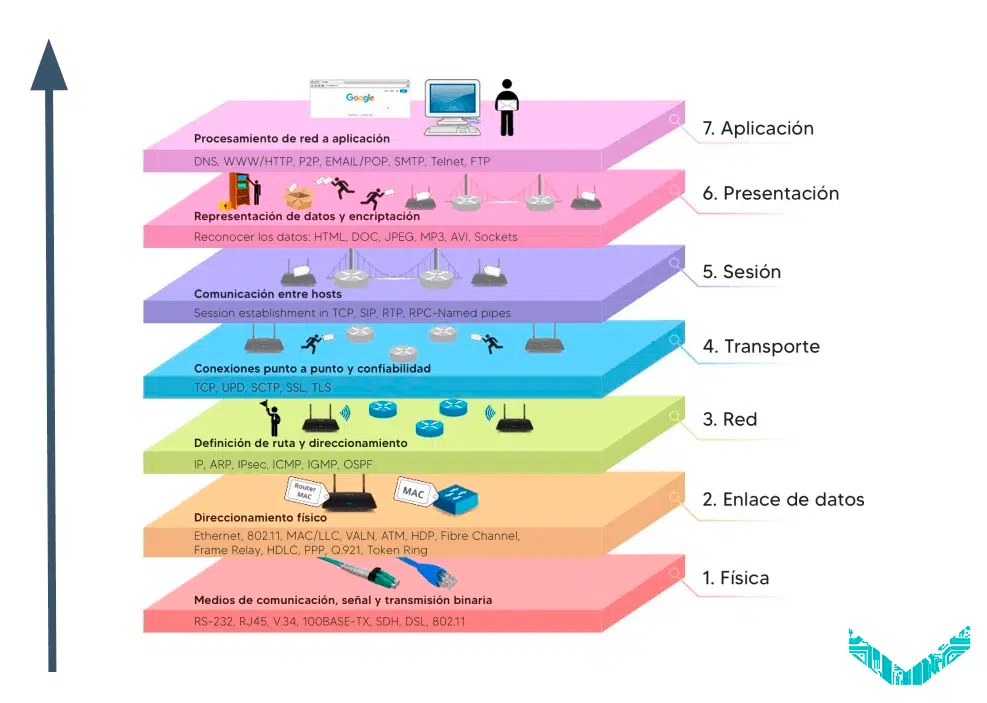 Google
Procesamiento de red a aplicación
DNS, WWW/HTTP, P2P, EMAIL/POP, SMTP, Telnet, FTP
7. Aplicación
Representación de datos y encriptación
Reconocer los datos: HTML, DOC, JPEG, MP3, AVI, Sockets
6. Presentación
Comunicación entre hosts
Session establishment in TCP, SIP, RTP, RPC-Named pipes
5. Sesión
Conexiones punto a punto y confiabilidad
TCP, UPD, SCTP, SSL, TLS
4. Transporte
Definición de ruta y direccionamiento
IP, ARP, IPsec, ICMP, IGMP, OSPF
3. Red
Router
MAC
MAC
Direccionamiento físico
Ethernet, 802.11, MAC/LLC, VALN, ATM, HDP, Fibre Channel,
Frame Relay, HDLC, PPP, Q.921, Token Ring
2. Enlace de datos
Medios de comunicación, señal y transmisión binaria
RS-232, RJ45, V.34, 100BASE-TX, SDH, DSL, 802.11
1. Física